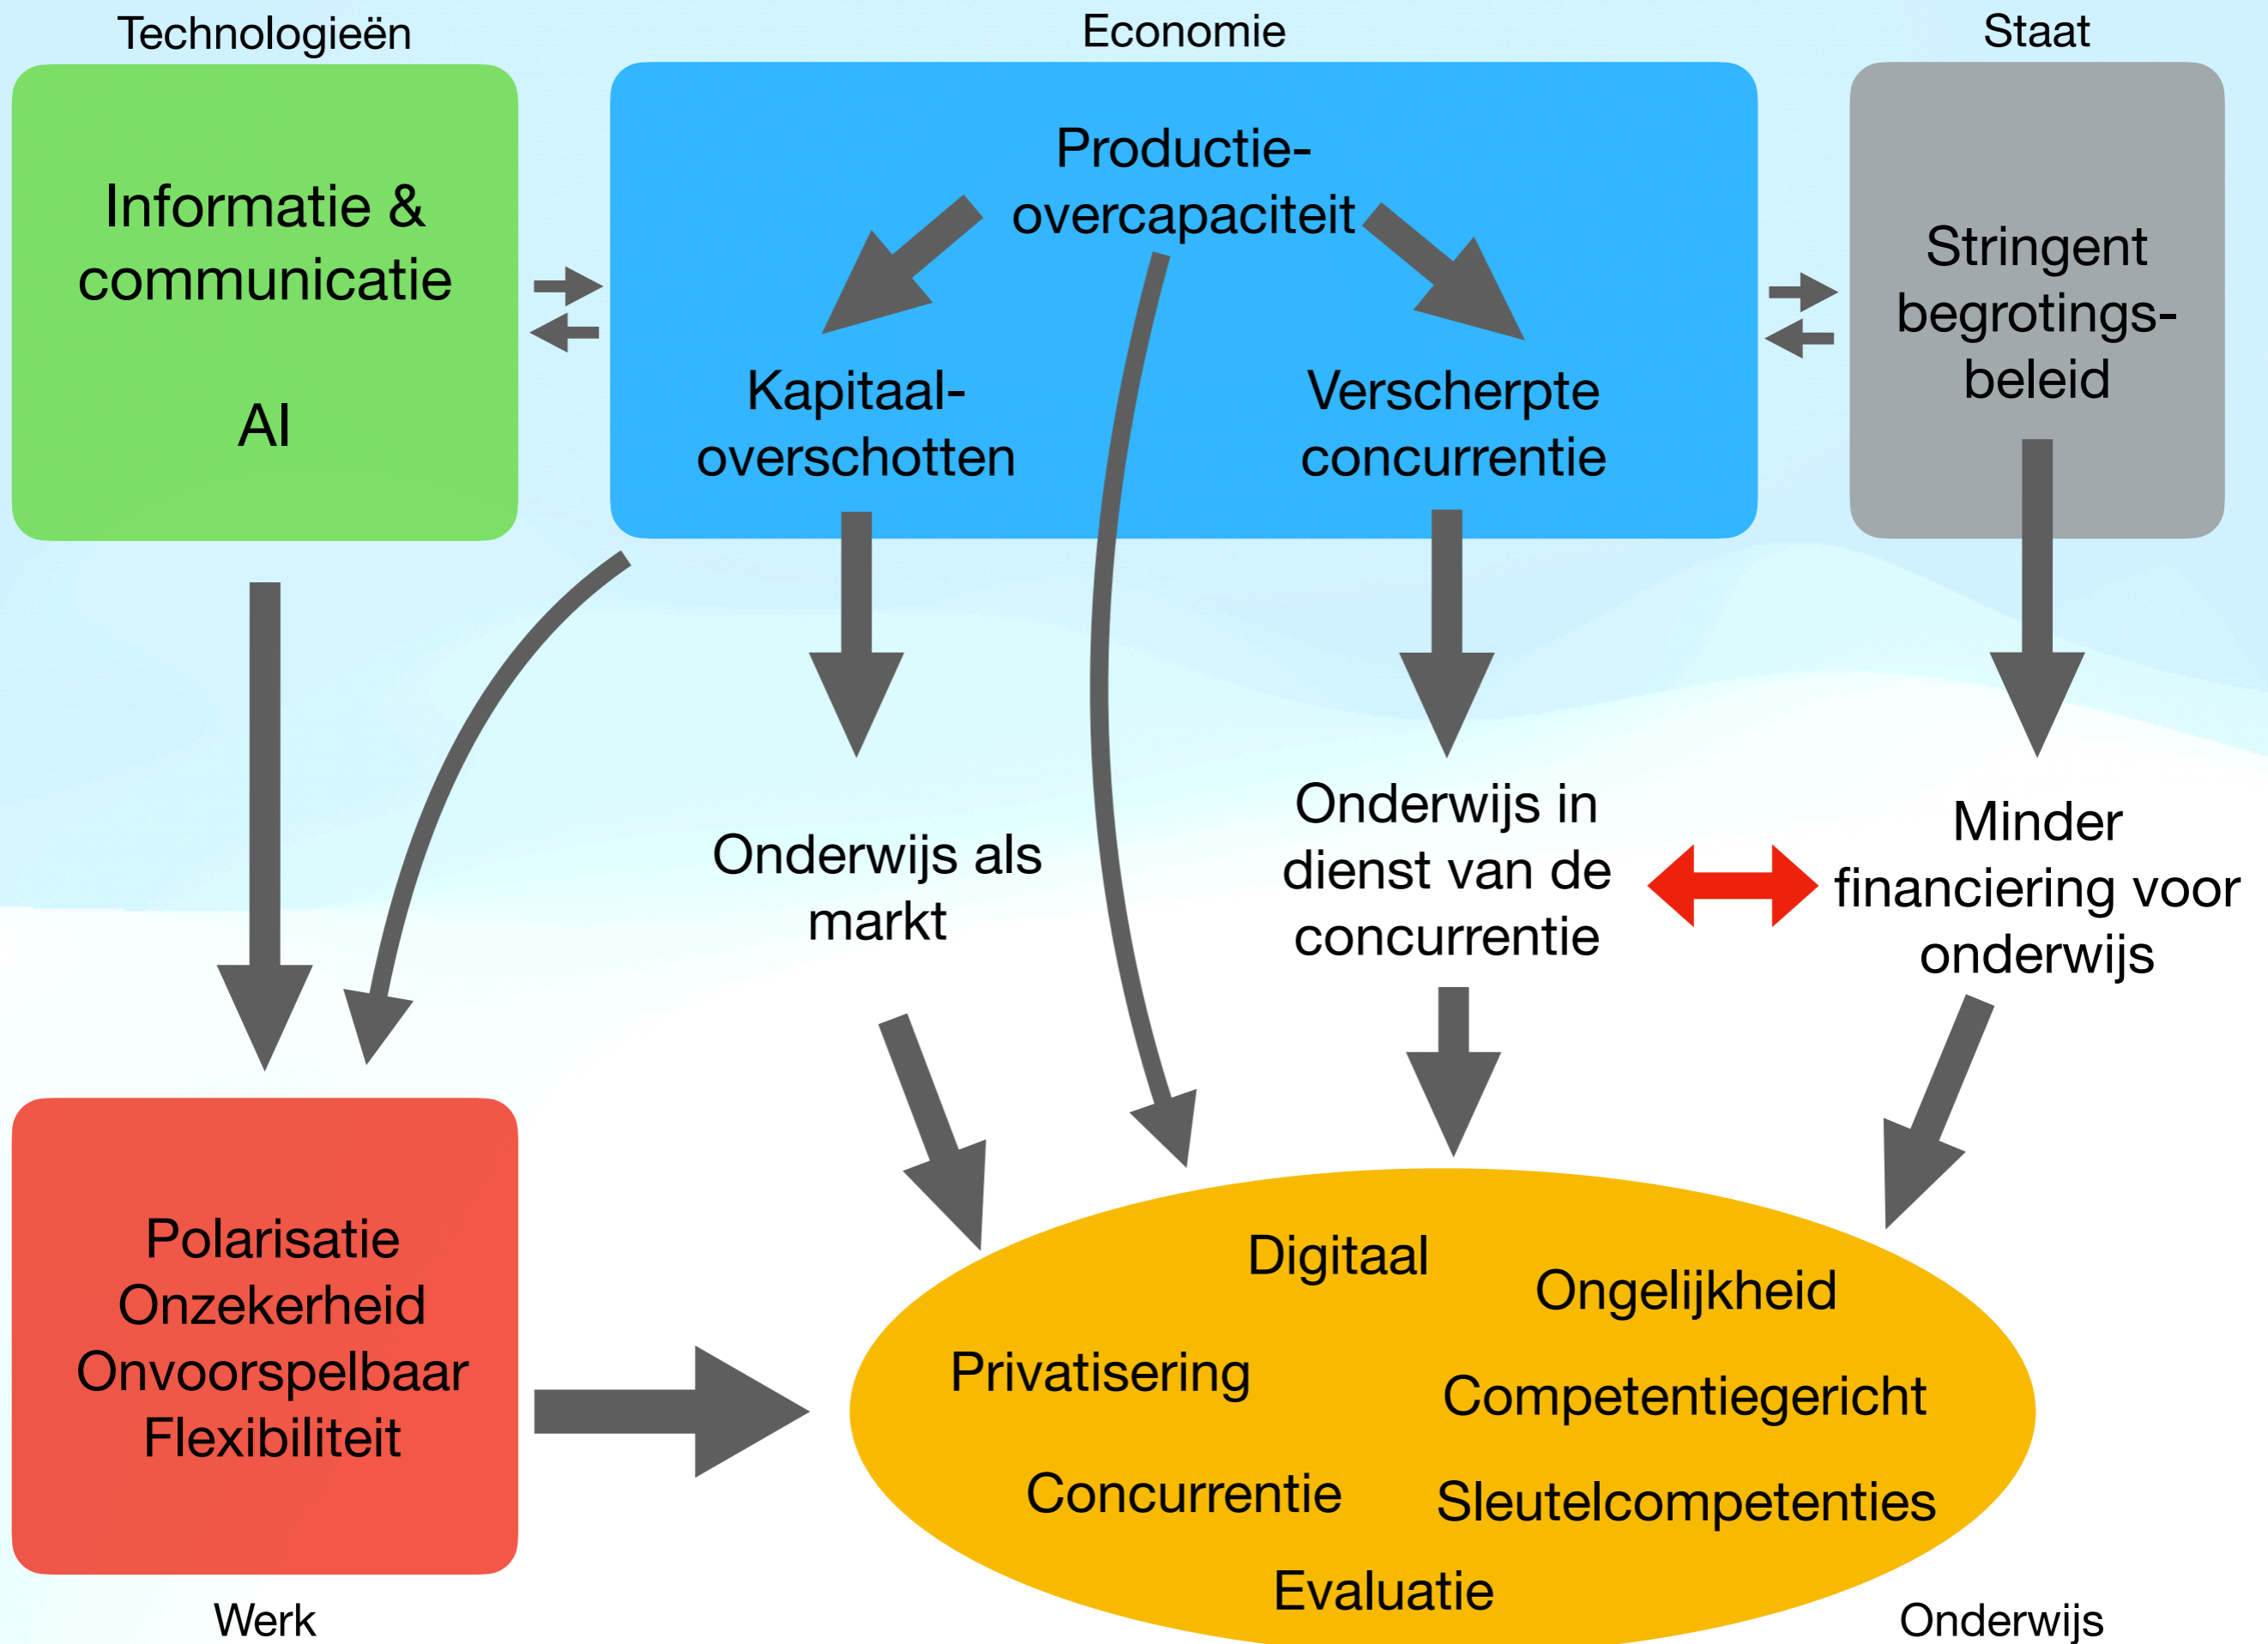 Technologieën
Economie
Staat
Informatie &
communicatie
AI
Productie-
overcapaciteit
Kapitaal-
overschotten
Verscherpte
concurrentie
Stringent
begrotings-
beleid
Onderwijs als
markt
Onderwijs in
dienst van de
concurrentie
Minder
financiering voor
onderwijs
Polarisatie
Onzekerheid
Onvoorspelbaar
Flexibiliteit
Digitaal
Ongelijkheid
Privatisering
Competentiegericht
Concurrentie
Sleutelcompetenties
Evaluatie
Werk
Onderwijs